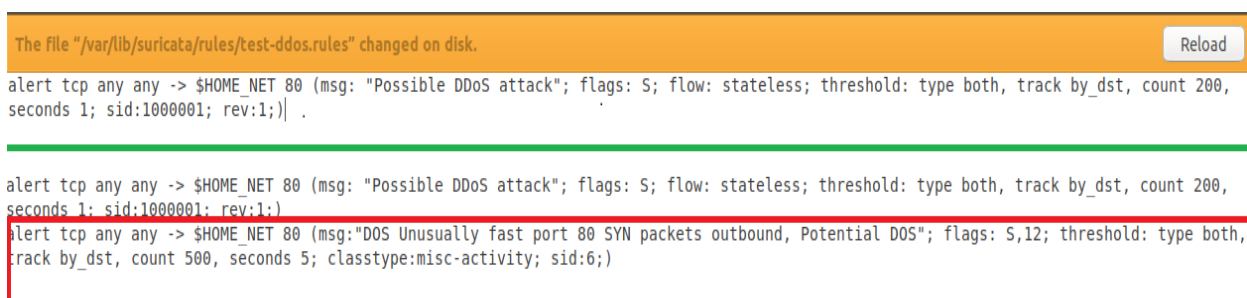 The file “/var/lib/suricata/rules/test-ddos.rules” changed on disk.
Reload
alert tcp any any -> $HOME_NET 80 (msg: "Possible DDoS attack"; flags: S; flow: stateless; threshold: type both, track by_dst, count 200,
seconds 1; sid:1000001; rev:1;)
alert tcp any any -> $HOME_NET 80 (msg: "Possible DDoS attack"; flags: S; flow: stateless; threshold: type both, track by_dst, count 200,
seconds 1; sid:1000001; rev:1;)
alert tcp any any -> $HOME_NET 80 (msg:"DOS Unusually fast port 80 SYN packets outbound, Potential DOS"; flags: S,12; threshold: type both,
track by_dst, count 500, seconds 5; classtype:misc-activity; sid:6;)